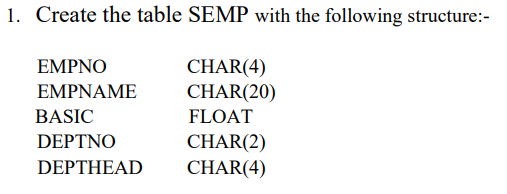 1. Create the table SEMP with the following structure:-
EMPNO CHAR(4)
EMPNAME CHAR(20)
BASIC FLOAT
DEPTNO CHAR(2)
DEPTHEAD CHAR(4)